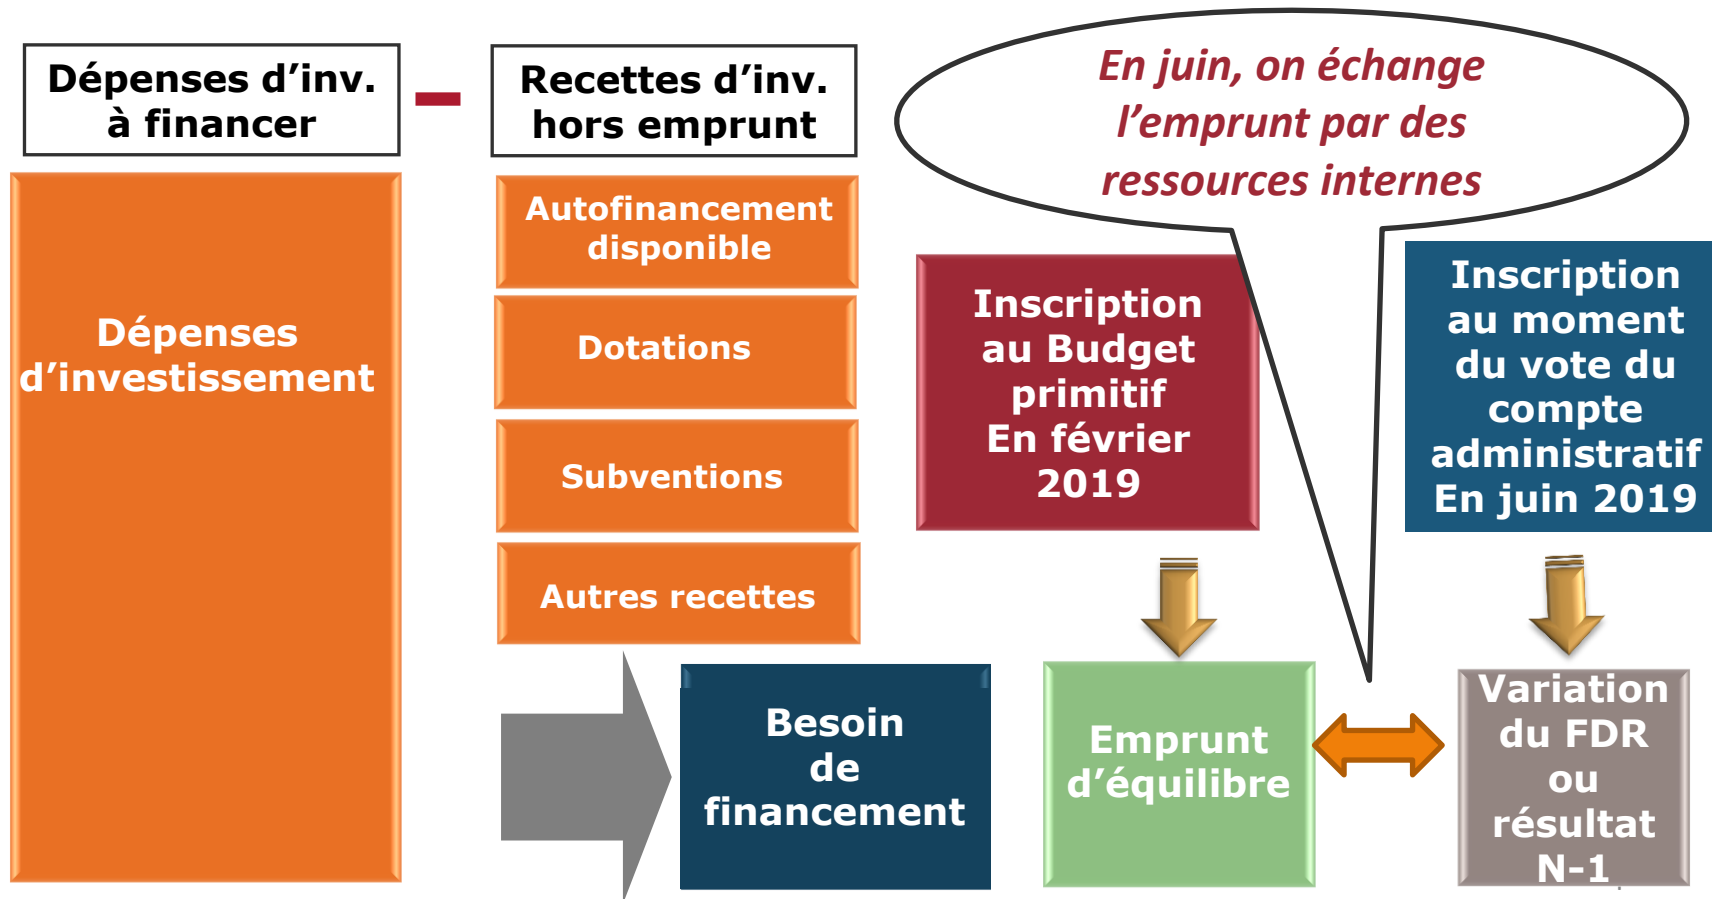 Dépenses d’inv.
à financer
Recettes d’inv.
hors emprunt
En juin, on échange
l’emprunt par des
ressources internes
Dépenses
d’investissement
Autofinancement
disponible
Dotations
Subventions
Autres recettes
Inscription
au Budget
primitif
En février
2019
Inscription
au moment
du vote du
compte
administratif
En juin 2019
Besoin
de
financement
Emprunt
d’équilibre
Variation
du FDR
ou
résultat
N-1